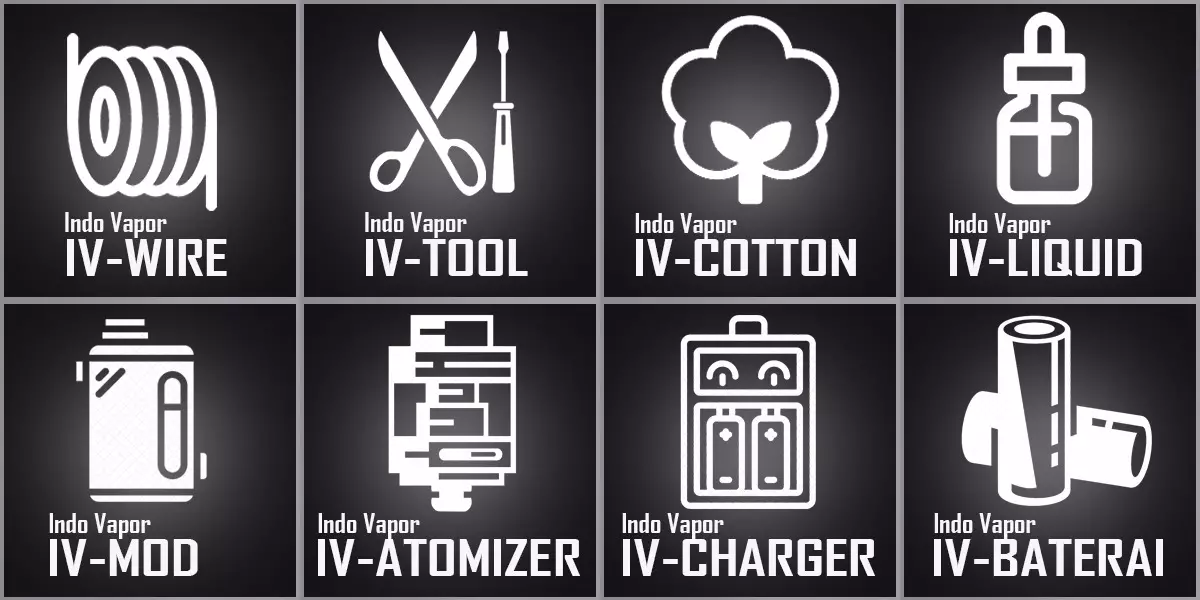 Indo Vapor
IV-WIRE
Indo Vapor
IV-TOOL
Indo Vapor
IV-COTTON
Indo Vapor
IV-LIQUID
Indo Vapor
IV-MOD
Indo Vapor
IV-ATOMIZER
Indo Vapor
IV-CHARGER
Indo Vapor
IV-BATERAI